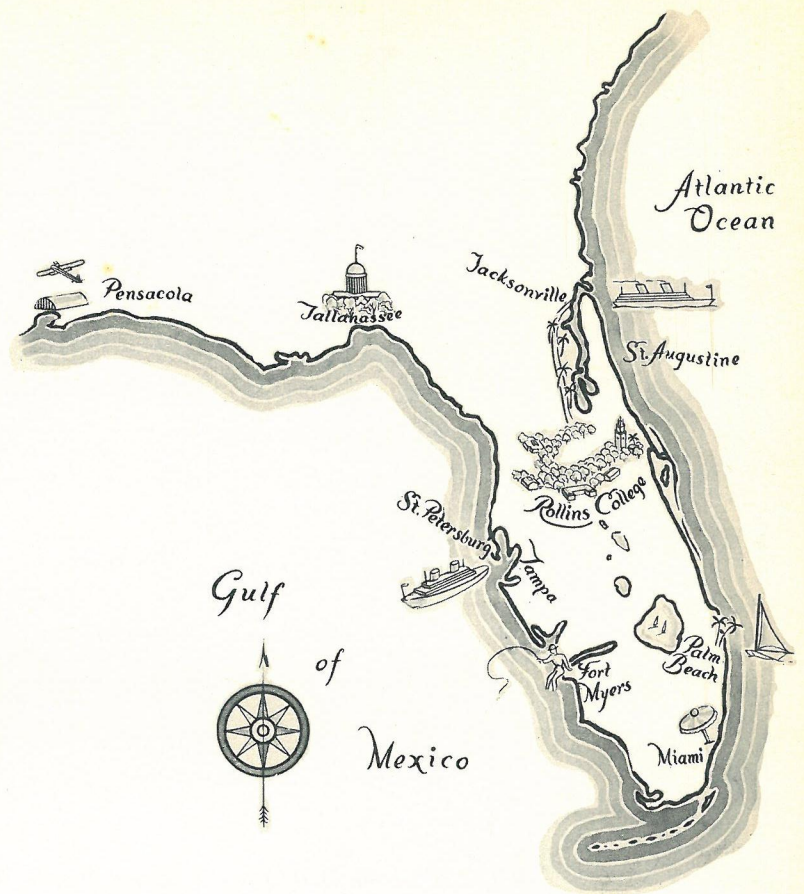 Atlantic
Ocean
Jacksonville
Pensacola
Tallahassee
St. Augustine
Rollins College
St. Petersburg
Tampa
Gulf
of
Mexico
Palm
Beach
Fort
Myers
Miami